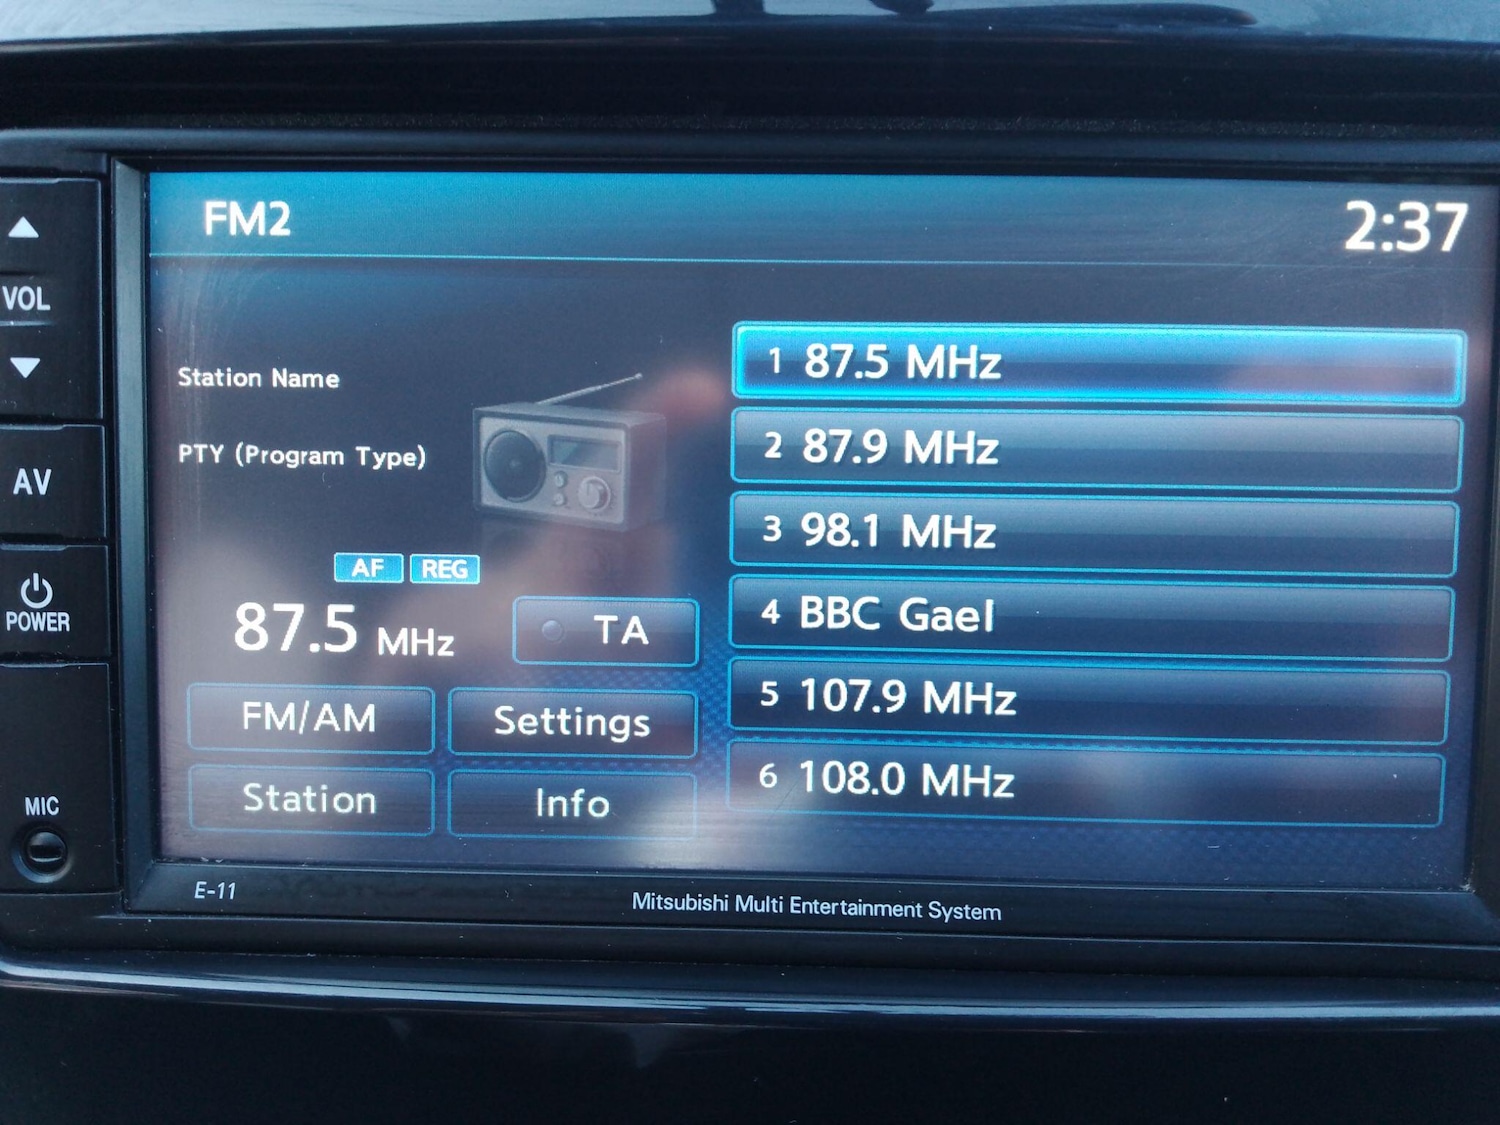 FM2
2:37
VOL
AV
POWER
MIC
Station Name
PTY (Program Type)
AF REG
87.5 MHz
TA
FM/AM
Settings
Station
Info
1 87.5 MHz
2 87.9 MHz
3 98.1 MHz
4 BBC Gael
5 107.9 MHz
6 108.0 MHz
E-11
Mitsubishi Multi Entertainment System